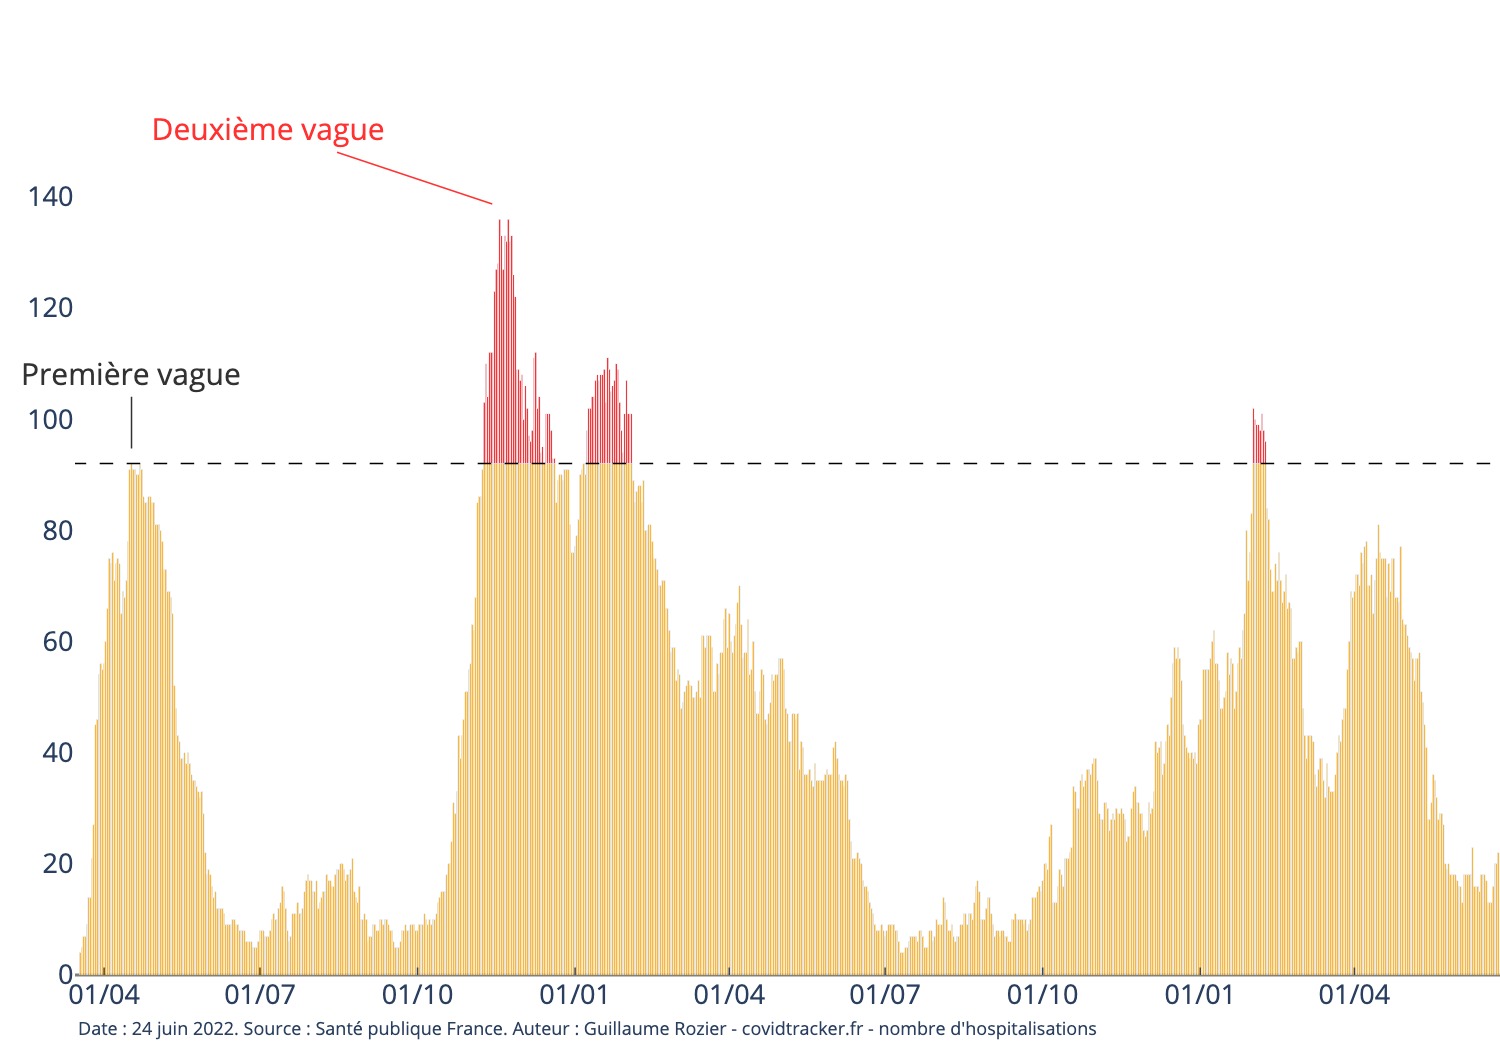 Deuxième vague
140
120
Première vague
100
80
60
40
20
0
01/04 01/07 01/10 01/01 01/04 01/07 01/10 01/01 01/04
Date : 24 juin 2022. Source : Santé publique France. Auteur : Guillaume Rozier - covidtracker.fr - nombre d'hospitalisations